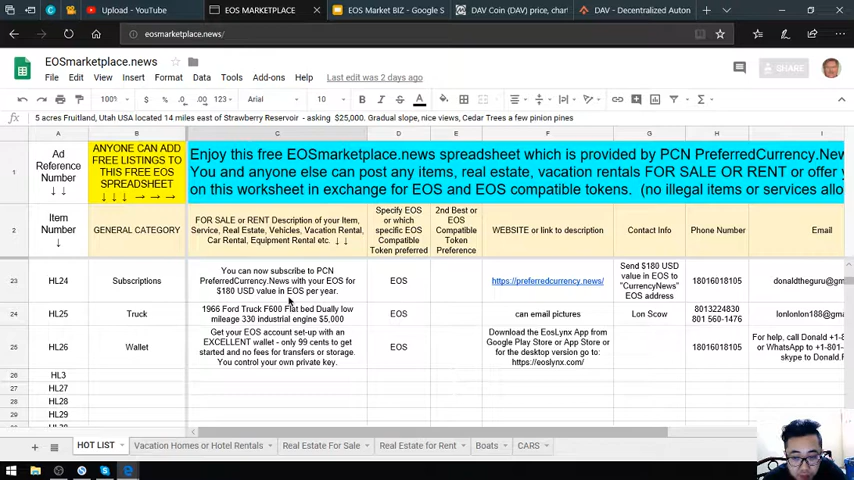 Upload - YouTube
EOS MARKETPLACE
EOS Market BIZ - Google S
DAV Coin (DAV) price, chart
DAV - Decentralized Autono
eosmarketplace.news/
EOSmarketplace.news
File Edit View Insert Format Data Tools Add-ons Help Last edit was 2 days ago
SHARE
100% $ % .0 .00 123 Arial 10 B I S A
fx 5 acres Fruitland, Utah USA located 14 miles east of Strawberry Reservoir - asking $25,000. Gradual slope, nice views, Cedar Trees a few pinion pines
A B C D E F G H I
1
Ad
Reference
Number
↓ ↓
ANYONE CAN ADD
FREE LISTINGS TO
THIS FREE EOS
SPREADSHEET
↓ ↓ ↓ → → →
Enjoy this free EOSmarketplace.news spreadsheet which is provided by PCN PreferredCurrency.New
You and anyone else can post any items, real estate, vacation rentals FOR SALE or RENT or offer y
on this worksheet in exchange for EOS and EOS compatible tokens. (no illegal items or services allo
2
Item
Number
↓
GENERAL CATEGORY
FOR SALE or RENT Description of your Item,
Service, Real Estate, Vehicles, Vacation Rental,
Car Rental, Equipment Rental etc. ↓ ↓
Specify EOS
or which
specific EOS
Compatible
Token preferred
2nd Best or
EOS
Compatible
Token
Preference
WEBSITE or link to description
Contact Info
Phone Number
Email
23
HL24
Subscriptions
You can now subscribe to PCN
PreferredCurrency.News with your EOS for
$180 USD value in EOS per year.
EOS
https://preferredcurrency.news/
Send $180 USD
value in EOS to
"CurrencyNews"
EOS address
18016018105
donaldtheguru@gma
24
HL25
Truck
1966 Ford Truck F600 Flat bed Dually low
mileage 330 industrial engine $5,000
EOS
can email pictures
Lon Scow
8013224830
801 560-1476
lonlonlon188@gmai
25
HL26
Wallet
Get your EOS account set-up with an
EXCELLENT wallet - only 99 cents to get
started and no fees for transfers or storage.
You control your own private key.
EOS
Download the EosLynx App from
Google Play Store or App Store or
for the desktop version go to:
https://eoslynx.com/
18016018105
For help, call Donald +1-
or WhatsApp to +1-801-
skype to Donald.F
26 HL3
27 HL27
28 HL28
29 HL29
HOT LIST
Vacation Homes or Hotel Rentals
Real Estate For Sale
Real Estate for Rent
Boats
CARS